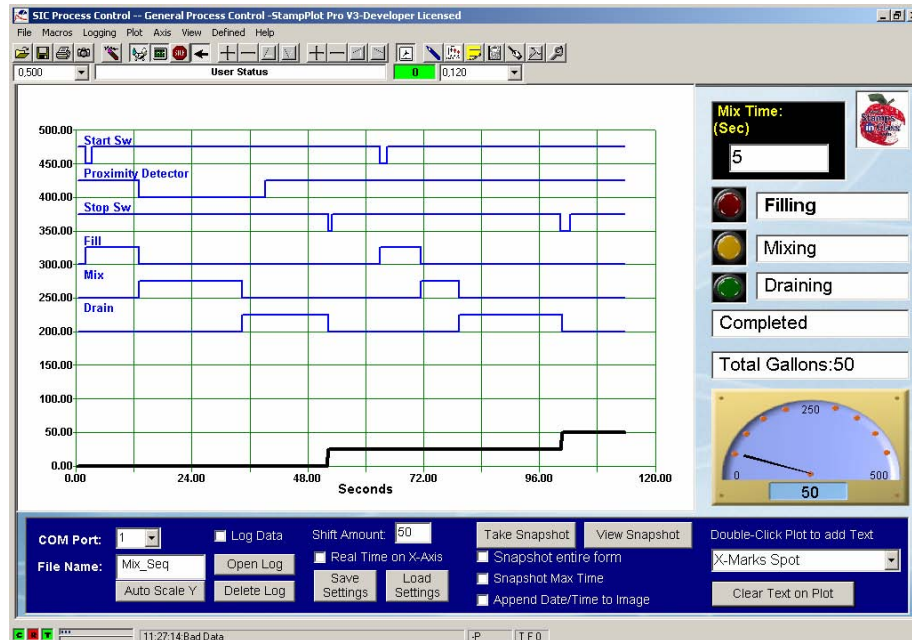 SIC Process Control -- General Process Control -StampPlot Pro V3-Developer Licensed
File Macros Logging Plot Axis View Defined Help
0,500 User Status 0 0,120
500.00
Start Sw
450.00
Proximity Detector
400.00
Stop Sw
350.00
Fill
300.00
Mix
250.00
Drain
200.00
150.00
100.00
50.00
0.00
0.00 24.00 48.00 72.00 96.00 120.00
Seconds
Mix Time:
(Sec)
5
Stamps
in Class
Filling
Mixing
Draining
Completed
Total Gallons:50
250
0 500
50
COM Port: 1 Log Data Shift Amount: 50 Take Snapshot View Snapshot Double-Click Plot to add Text
File Name: Mix_Seq Open Log Real Time on X-Axis Snapshot entire form X-Marks Spot
Auto Scale Y Delete Log Save Settings Load Settings Snapshot Max Time Clear Text on Plot
Append Date/Time to Image
C R T 11:27:14:Bad Data -P T F 0